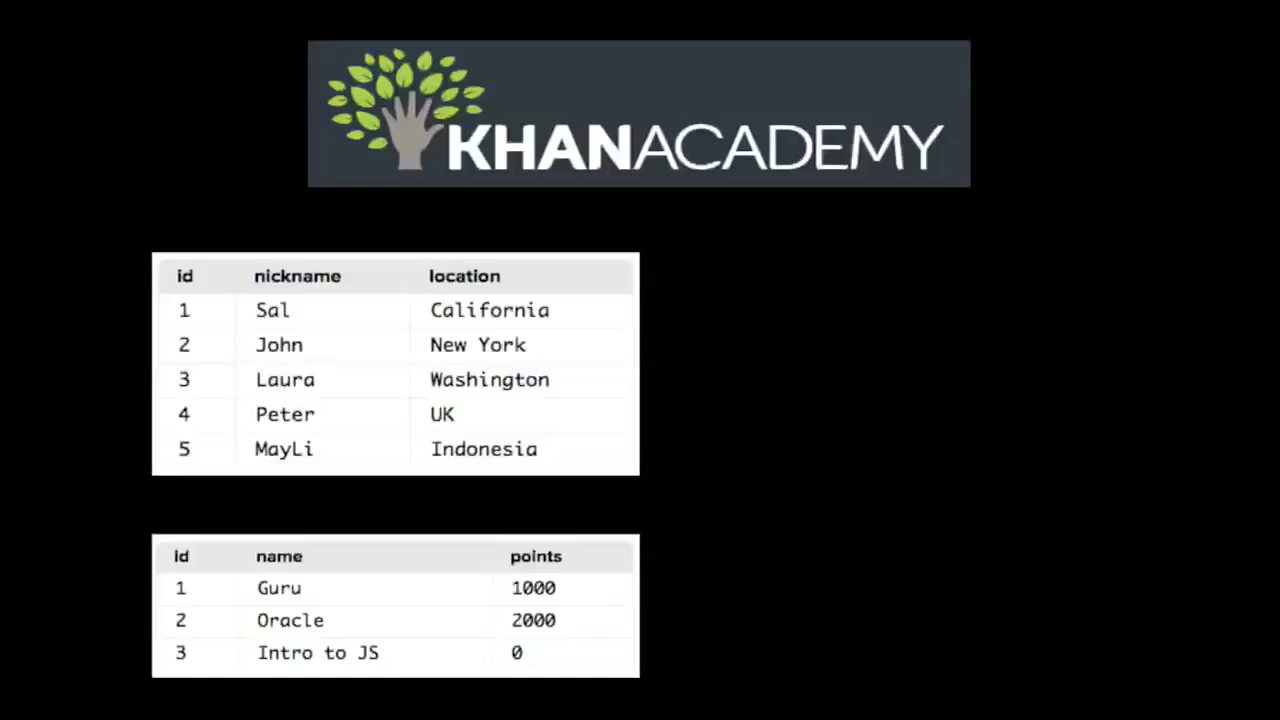 KHANACADEMY
id nickname location
1 Sal California
2 John New York
3 Laura Washington
4 Peter UK
5 MayLi Indonesia
id name points
1 Guru 1000
2 Oracle 2000
3 Intro to JS 0